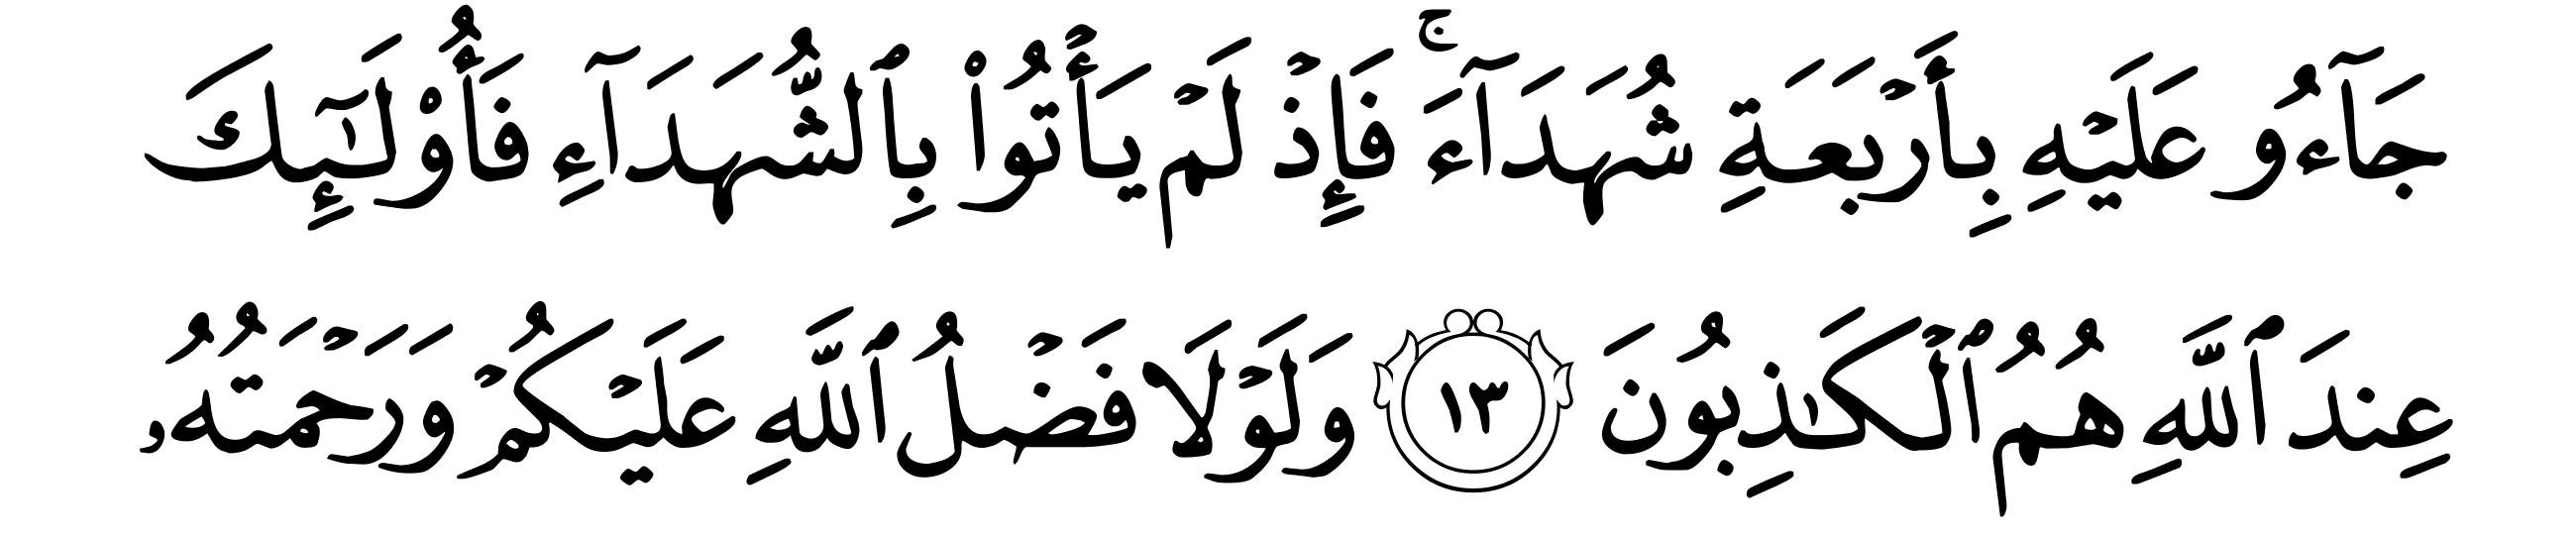 جَآءُو عَلَيْهِ بِأَرْبَعَةِ شُهَدَآءَ ۚ فَإِذْ لَمْ يَأْتُوا۟ بِٱلشُّهَدَآءِ فَأُو۟لَـٰٓئِكَ
عِندَ ٱللَّهِ هُمُ ٱلْكَـٰذِبُونَ ١٣ وَلَوْلَا فَضْلُ ٱللَّهِ عَلَيْكُمْ وَرَحْمَتُهُۥ